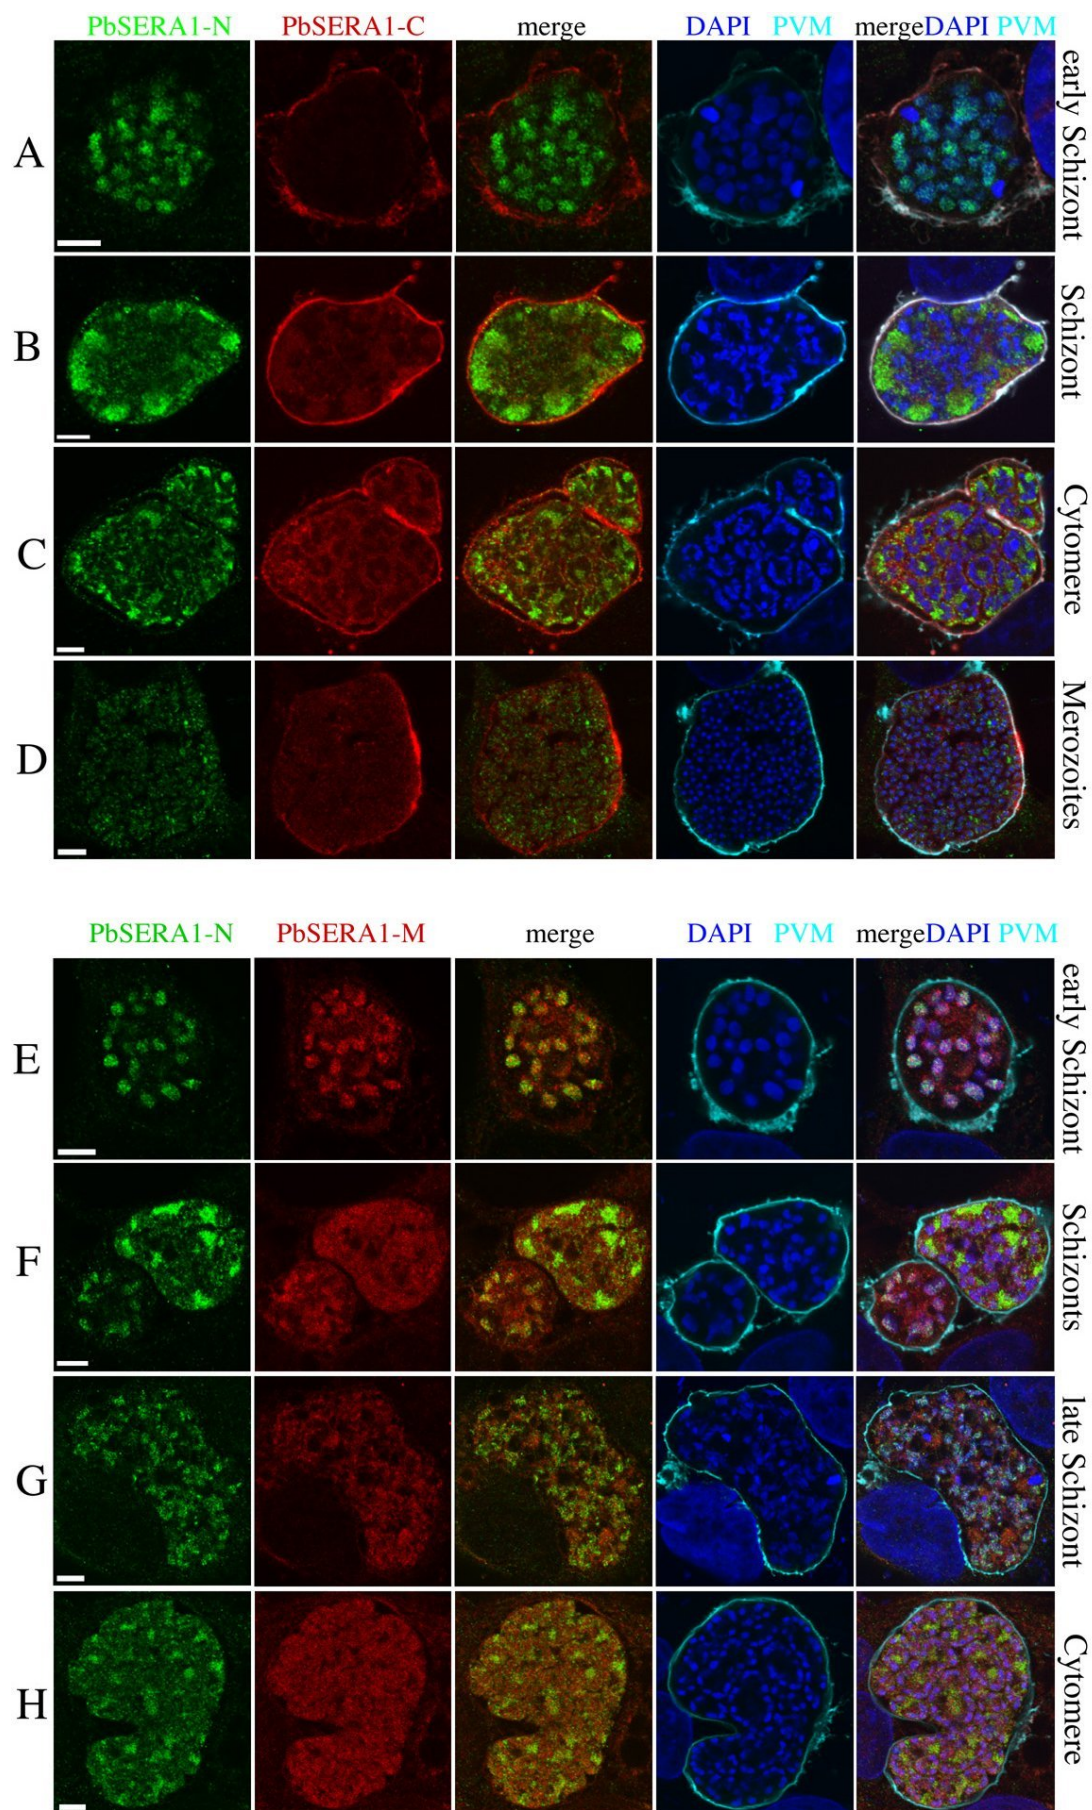 PbSERA1-N PbSERA1-C merge DAPI PVM mergeDAPI PVM
A early Schizont
B Schizont
C Cytomere
D Merozoites
PbSERA1-N PbSERA1-M merge DAPI PVM mergeDAPI PVM
E early Schizont
F Schizonts
G late Schizont
H Cytomere